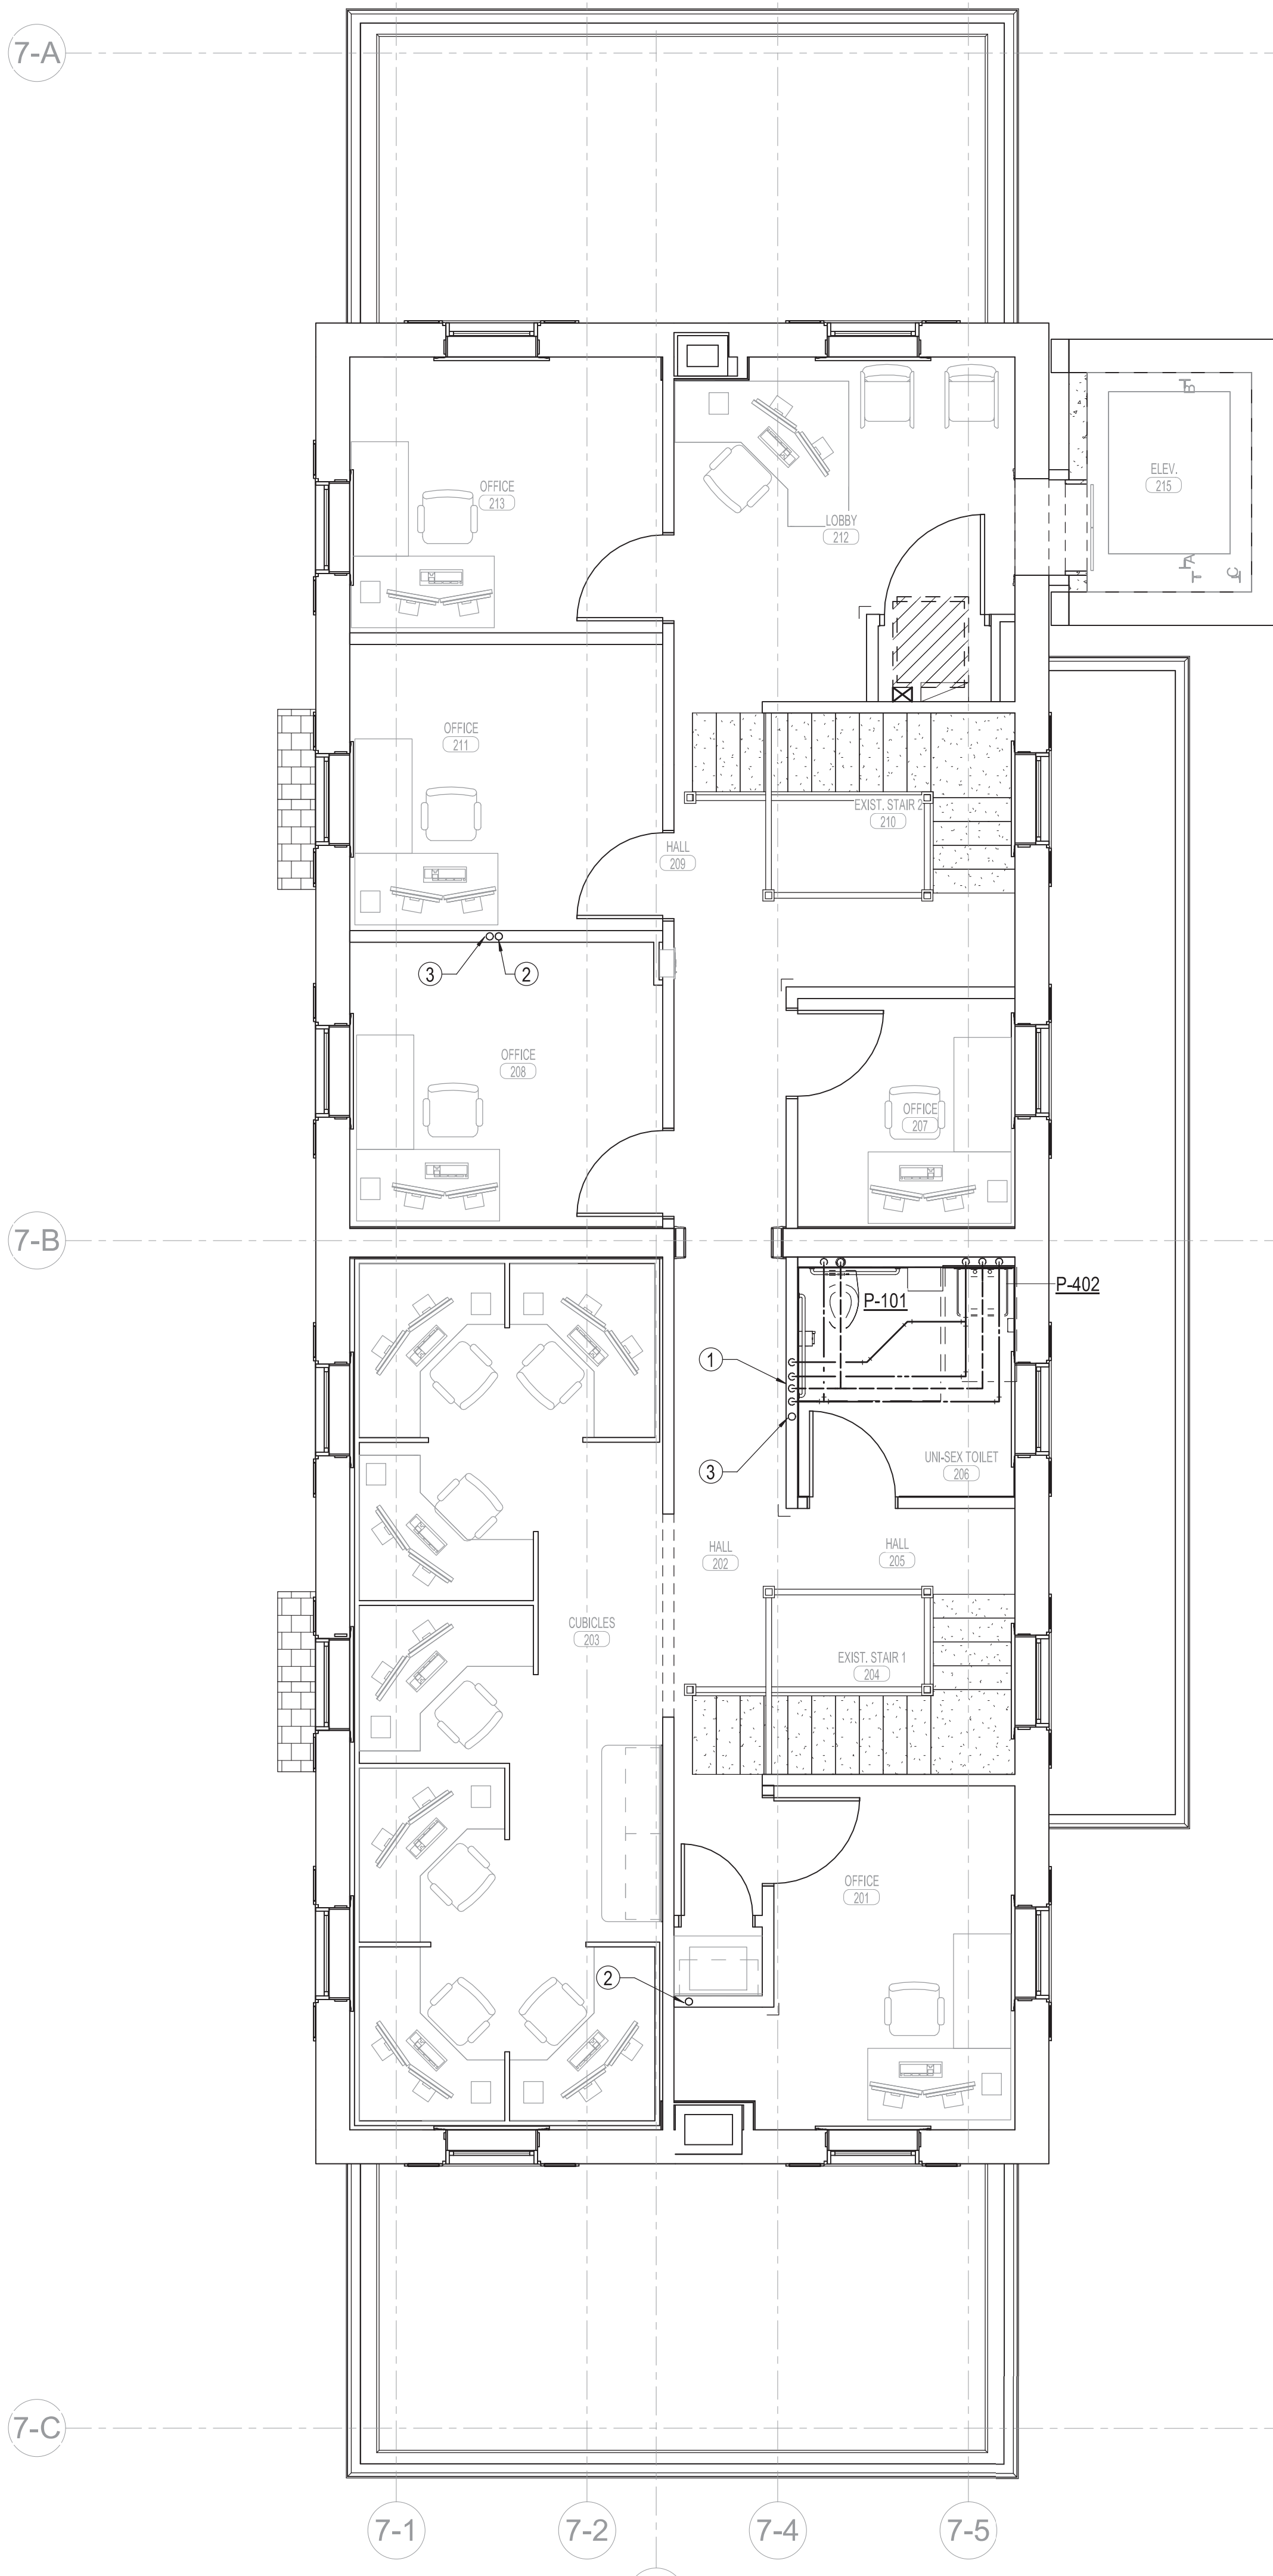 7-A
B
ELEV.
215
A
C
OFFICE
213
LOBBY
212
OFFICE
211
EXIST. STAIR 2
210
HALL
209
3
2
OFFICE
208
OFFICE
207
7-B
P-402
P-101
1
3
UNI-SEX TOILET
206
HALL
202
HALL
205
CUBICLES
203
EXIST. STAIR 1
204
OFFICE
201
2
7-C
7-1
7-2
7-4
7-5